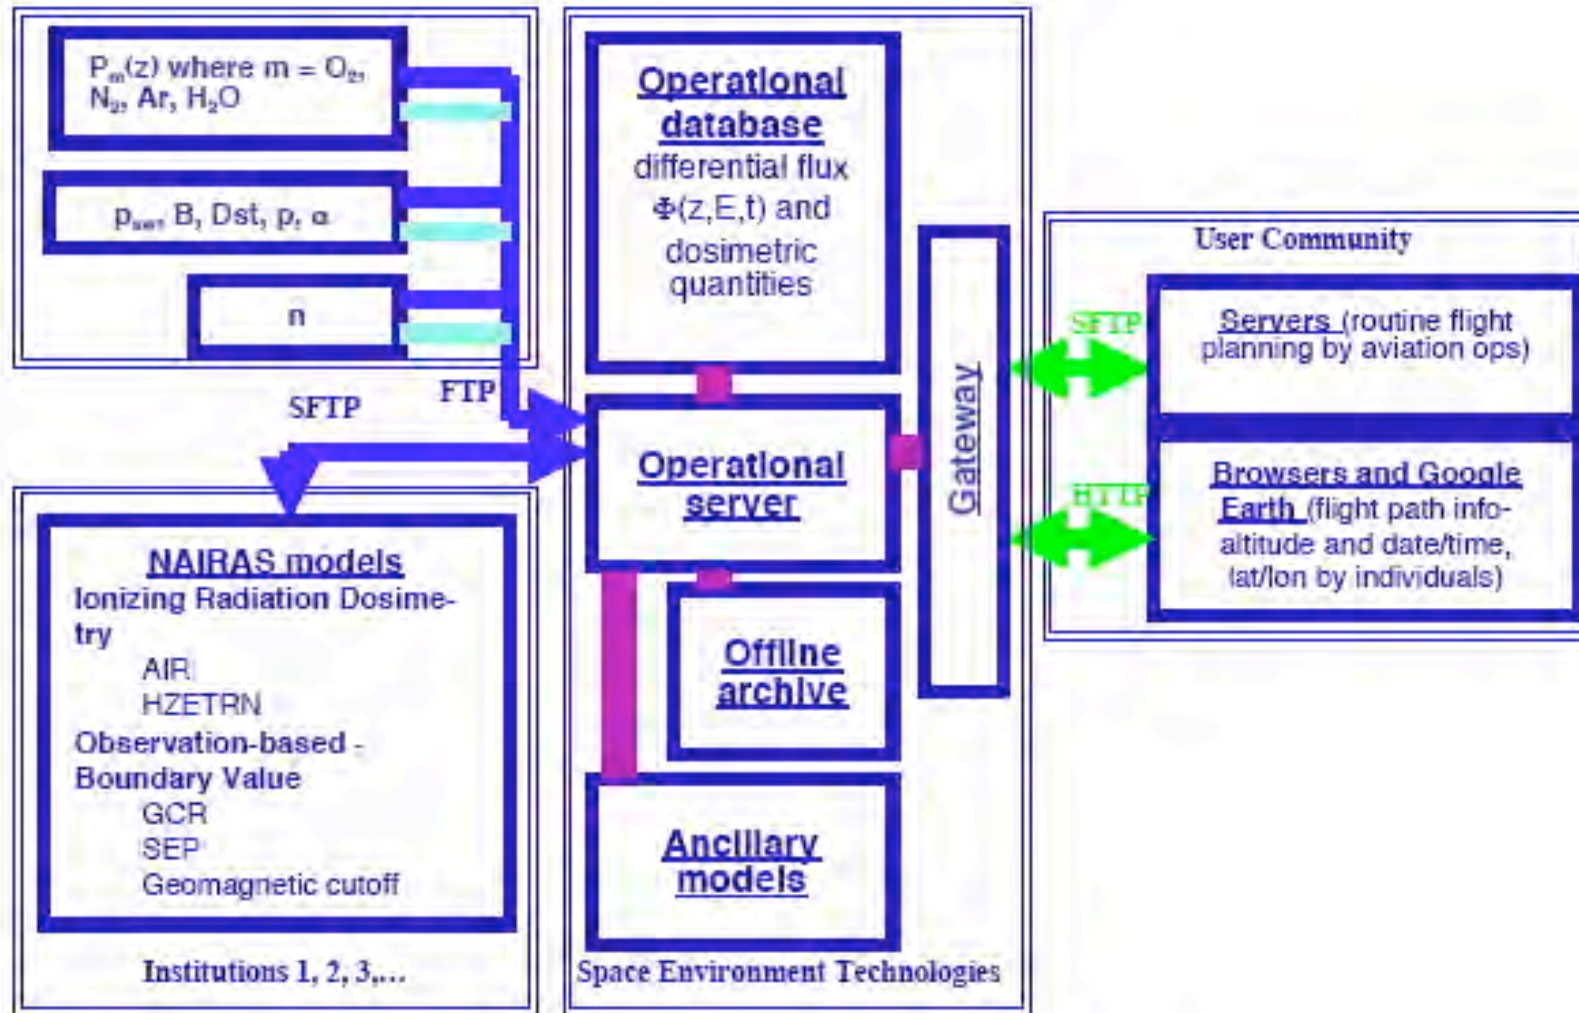 Pₘ(z) where m = O₂,
N₂, Ar, H₂O
B, Dst, p, α
n
SFTP
FTP
NAIRAS models
Ionizing Radiation Dosime-
try
AIR
HZETRN
Observation-based -
Boundary Value
GCR
SEP
Geomagnetic cutoff
Institutions 1, 2, 3,...
Operational
database
differential flux
Φ(z,E,t) and
dosimetric
quantities
Operational
server
Offline
archive
Ancillary
models
Space Environment Technologies
Gateway
User Community
SFTP
Servers (routine flight
planning by aviation ops)
HTTP
Browsers and Google
Earth (flight path info-
altitude and date/time,
lat/lon by individuals)